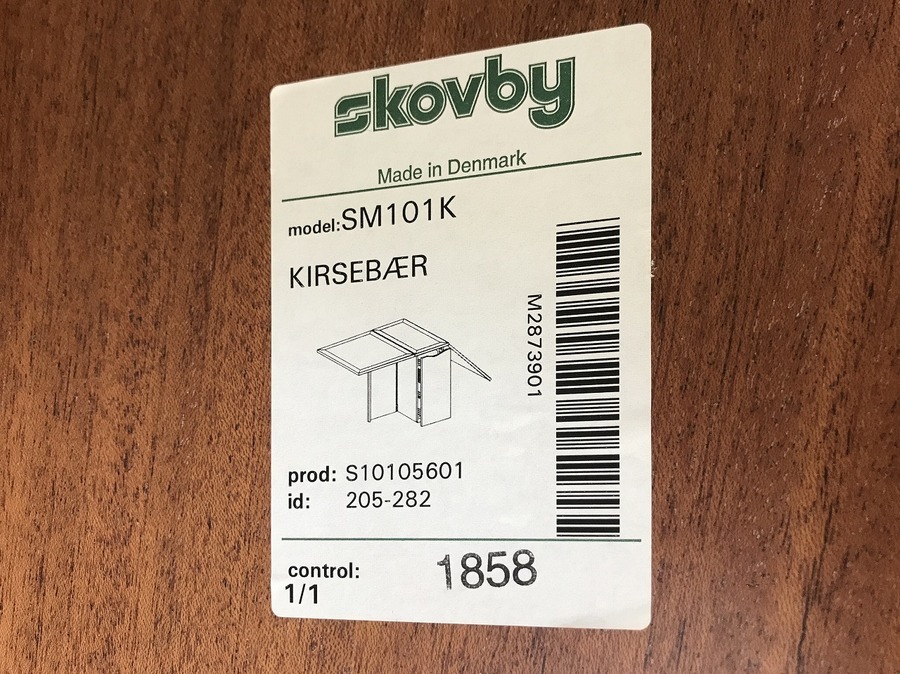 skovby
Made in Denmark
model:SM101K
KIRSEBÆR
M2873901
prod: S10105601
id: 205-282
control: 1858
1/1